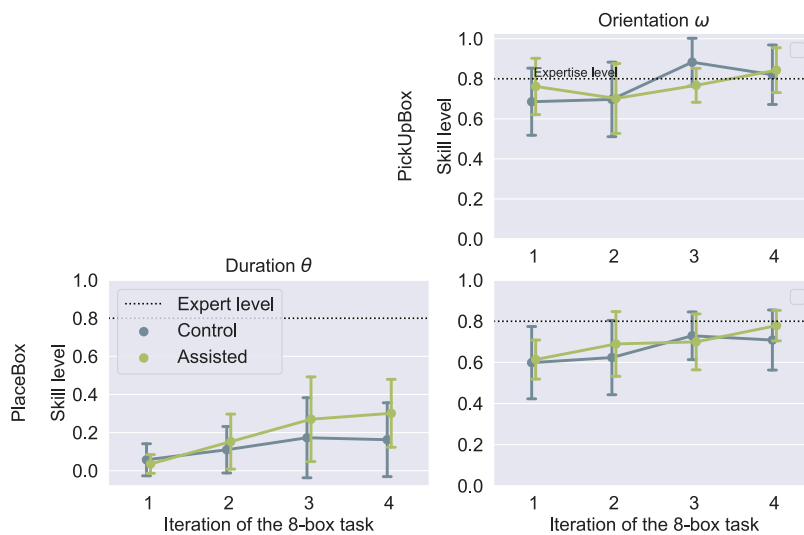 Orientation ω
PickUpBox
Skill level
1.0
0.8
0.6
0.4
0.2
0.0
Expertise level
1 2 3 4
Duration θ
PlaceBox
Skill level
1.0
0.8
0.6
0.4
0.2
0.0
Expert level
Control
Assisted
1 2 3 4
Iteration of the 8-box task
1.0
0.8
0.6
0.4
0.2
0.0
1 2 3 4
Iteration of the 8-box task